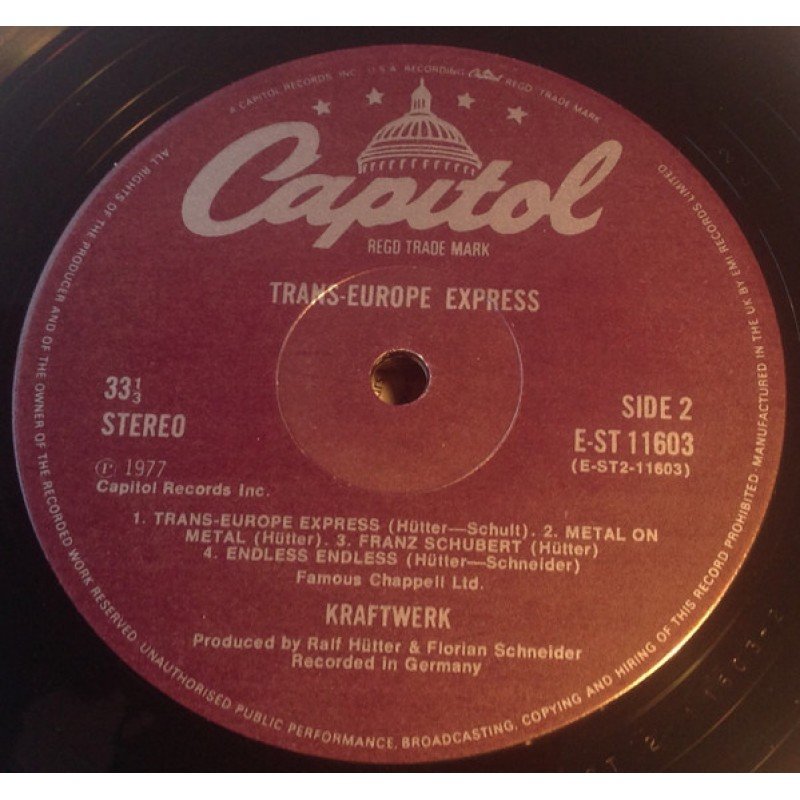 A CAPITOL RECORDS, INC. U.S.A. RECORDING Capitol REGD. TRADE MARK
Capitol
REGD TRADE MARK
TRANS-EUROPE EXPRESS
33⅓
STEREO
SIDE 2
E-ST 11603
(E-ST2-11603)
℗ 1977
Capitol Records Inc.
1. TRANS-EUROPE EXPRESS (Hütter—Schult). 2. METAL ON
METAL (Hütter). 3. FRANZ SCHUBERT (Hütter)
4. ENDLESS ENDLESS (Hütter—Schneider)
Famous Chappell Ltd.
KRAFTWERK
Produced by Ralf Hütter & Florian Schneider
Recorded in Germany
ALL RIGHTS OF THE PRODUCER AND OF THE OWNER OF THE RECORDED WORK RESERVED. UNAUTHORISED PUBLIC PERFORMANCE, BROADCASTING, COPYING AND HIRING OF THIS RECORD PROHIBITED. MANUFACTURED IN THE UK BY EMI RECORDS LIMITED